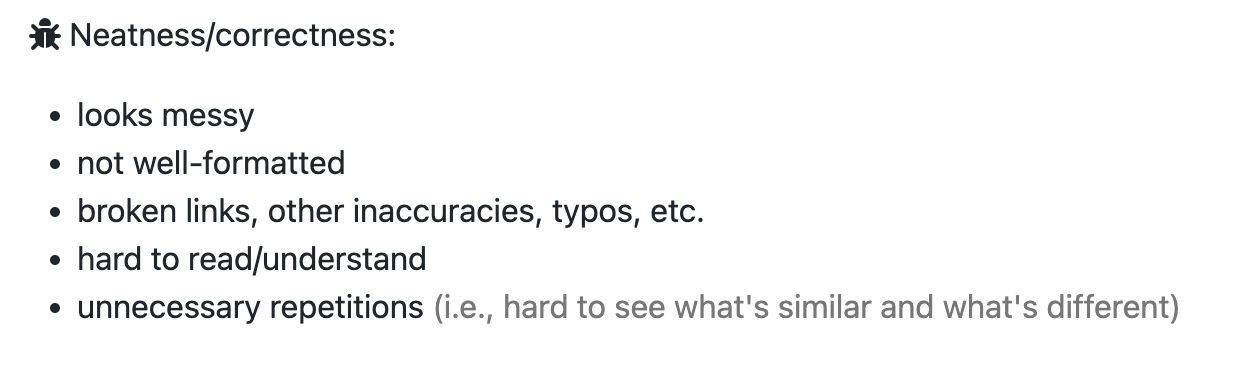 Neatness/correctness:
looks messy
not well-formatted
broken links, other inaccuracies, typos, etc.
hard to read/understand
unnecessary repetitions (i.e., hard to see what's similar and what's different)